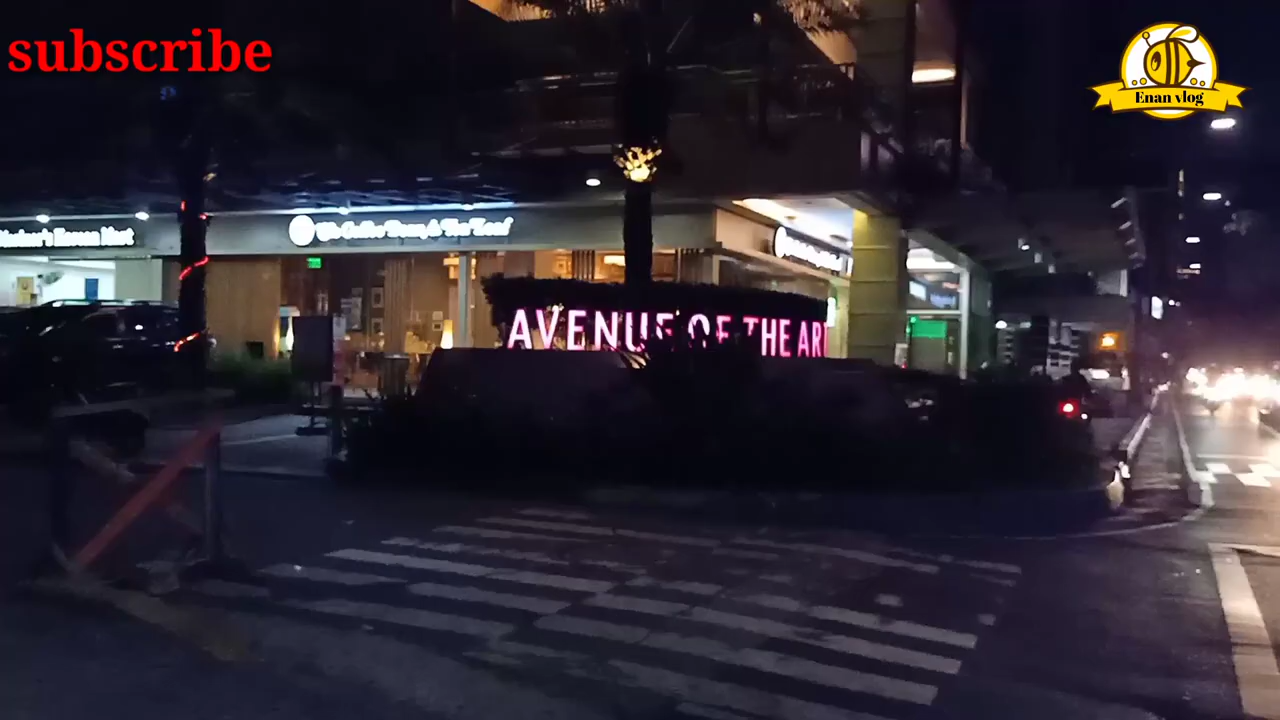 subscribe
Enan vlog
The Coffee Bean & Tea Leaf
AVENUE OF THE ART